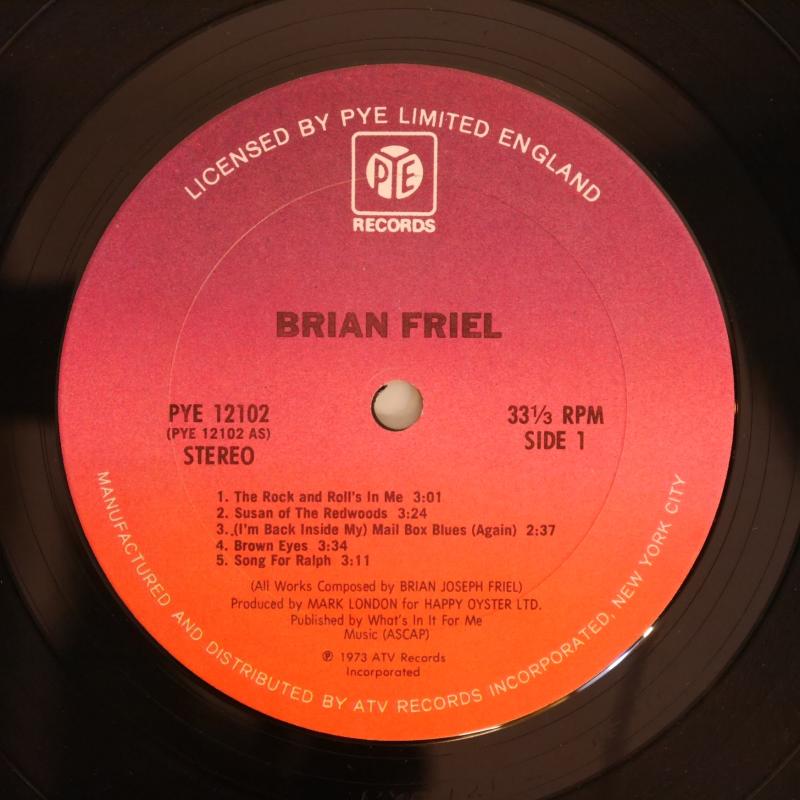 LICENSED BY PYE LIMITED ENGLAND
PYE
RECORDS
BRIAN FRIEL
PYE 12102
(PYE 12102 AS)
STEREO
33⅓ RPM
SIDE 1
1. The Rock and Roll's In Me 3:01
2. Susan of The Redwoods 3:24
3. (I'm Back Inside My) Mail Box Blues (Again) 2:37
4. Brown Eyes 3:34
5. Song For Ralph 3:11
(All Works Composed by BRIAN JOSEPH FRIEL)
Produced by MARK LONDON for HAPPY OYSTER LTD.
Published by What's In It For Me
Music (ASCAP)
℗ 1973 ATV Records
Incorporated
MANUFACTURED AND DISTRIBUTED BY ATV RECORDS INCORPORATED, NEW YORK CITY